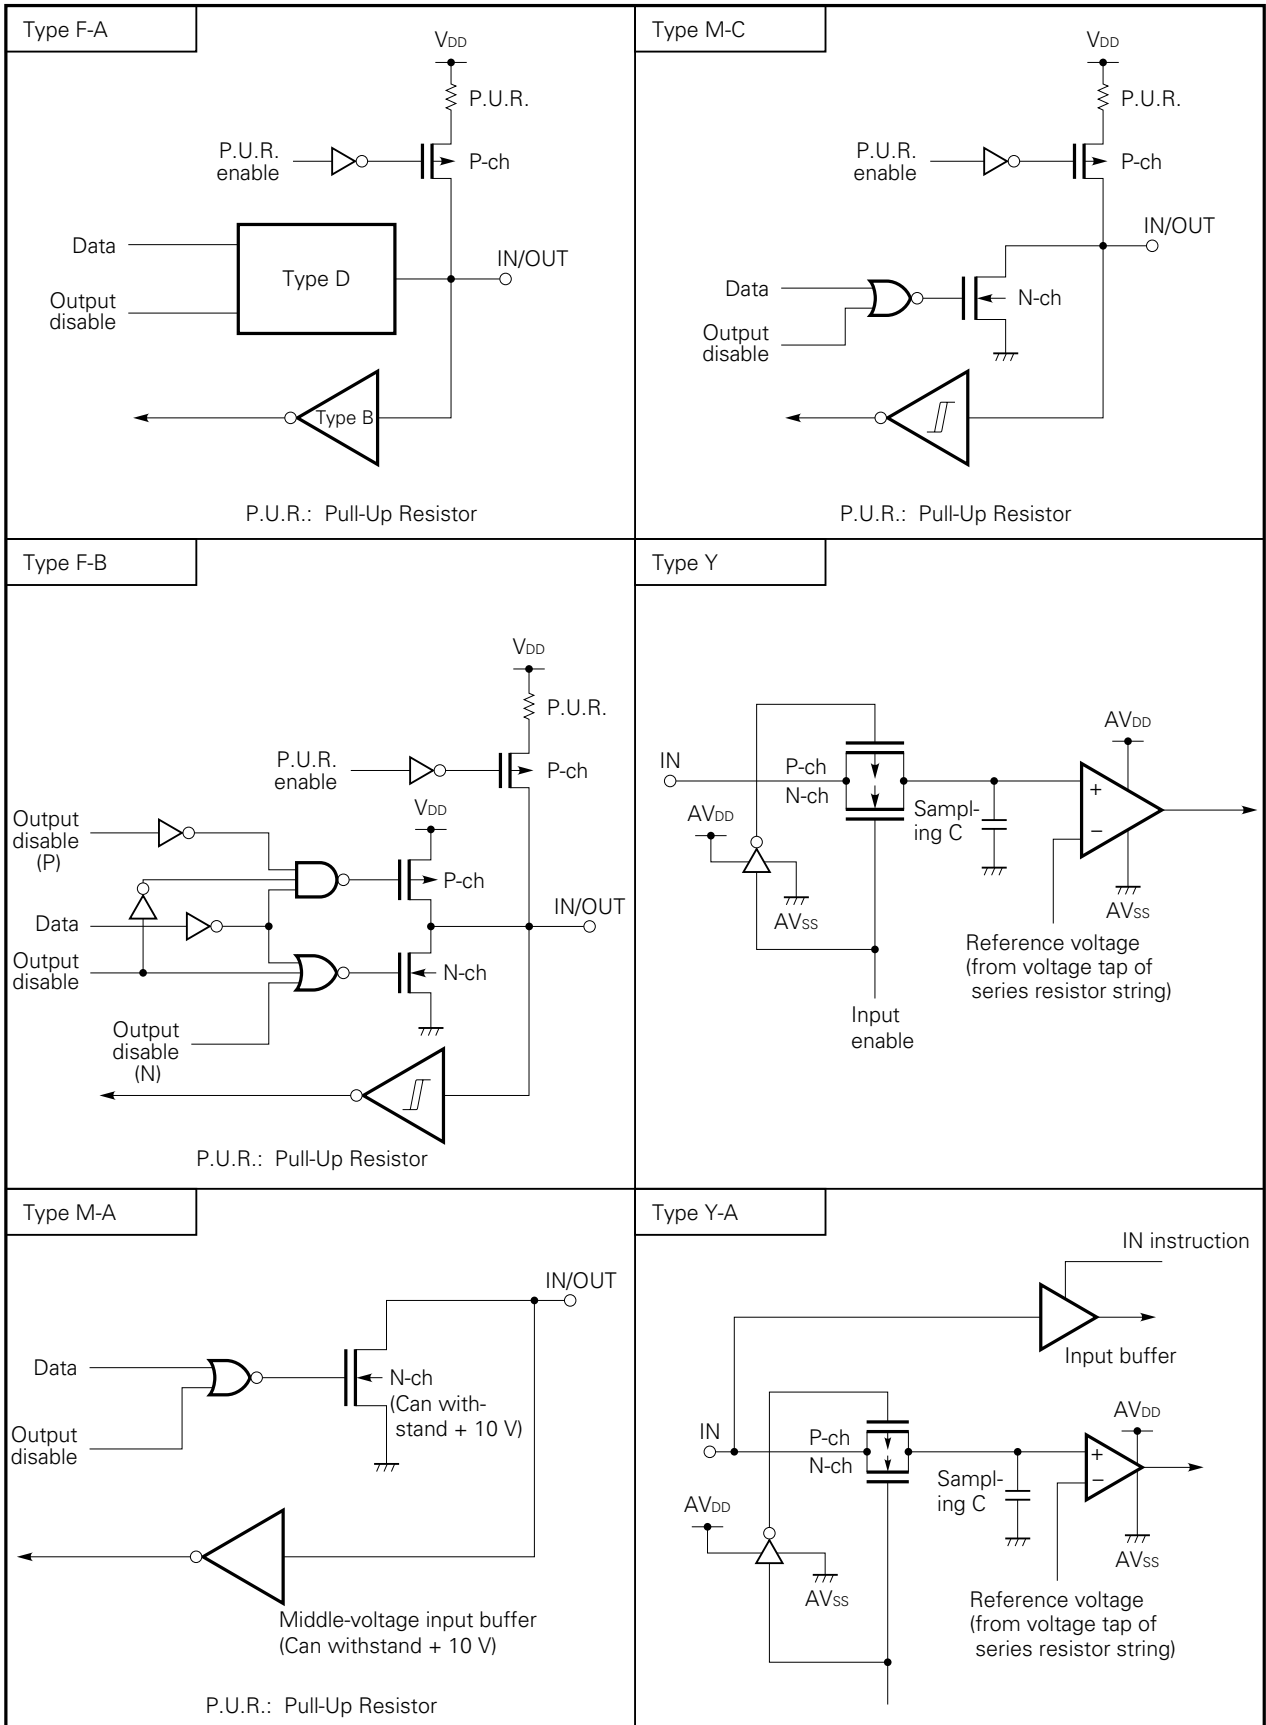 Type F-A
VDD
P.U.R.
P.U.R.
enable
P-ch
Data
Type D
IN/OUT
Output
disable
Type B
P.U.R.: Pull-Up Resistor
Type M-C
VDD
P.U.R.
P.U.R.
enable
P-ch
IN/OUT
Data
N-ch
Output
disable
P.U.R.: Pull-Up Resistor
Type F-B
VDD
P.U.R.
P.U.R.
enable
P-ch
VDD
Output
disable
(P)
P-ch
IN/OUT
Data
Output
disable
N-ch
Output
disable
(N)
P.U.R.: Pull-Up Resistor
Type Y
AVDD
IN
P-ch
N-ch
+
−
AVDD
Sampl-
ing C
AVSS
AVSS
Reference voltage
(from voltage tap of
series resistor string)
Input
enable
Type M-A
IN/OUT
Data
N-ch
(Can with-
stand + 10 V)
Output
disable
Middle-voltage input buffer
(Can withstand + 10 V)
P.U.R.: Pull-Up Resistor
Type Y-A
IN instruction
Input buffer
AVDD
IN
P-ch
N-ch
+
−
Sampl-
ing C
AVDD
AVSS
AVSS
Reference voltage
(from voltage tap of
series resistor string)